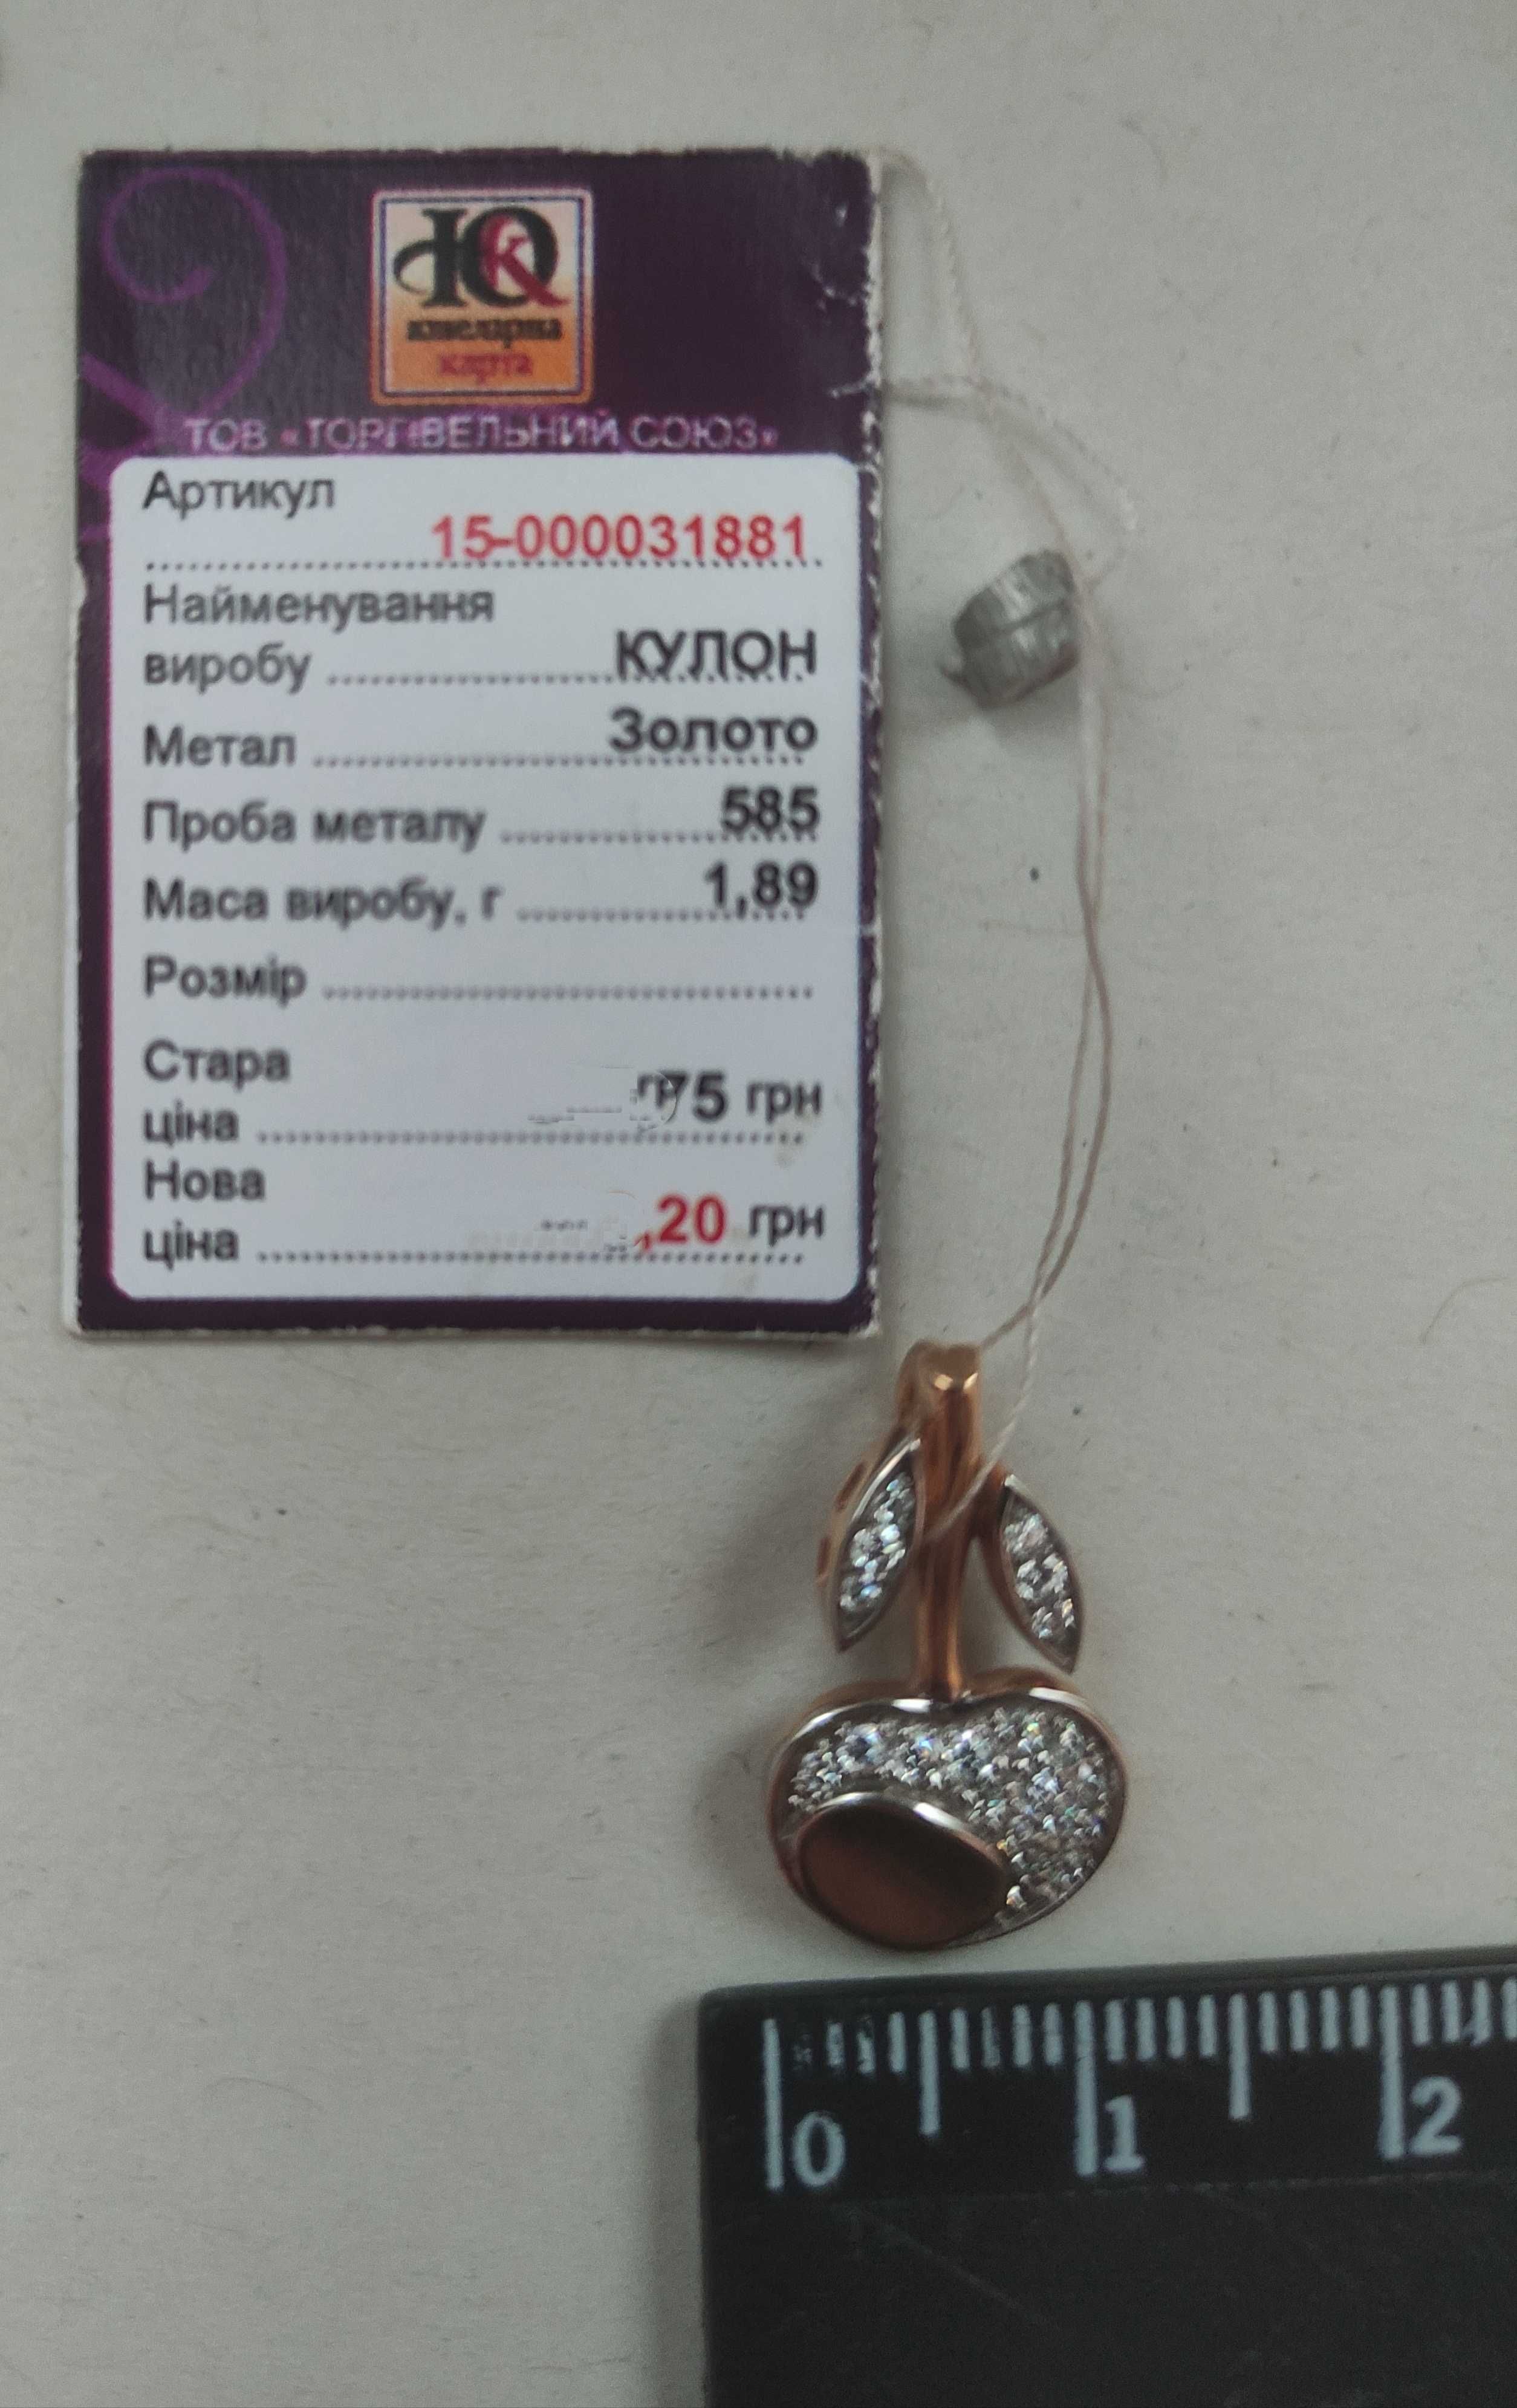 ЮК
ювелірна
карта
ТОВ «ТОРГІВЕЛЬНИЙ СОЮЗ»
Артикул
15-000031881
Найменування
виробу КУЛОН
Метал Золото
Проба металу 585
Маса виробу, г 1,89
Розмір
Стара
ціна 75 грн
Нова
ціна ,20 грн
0 1 2